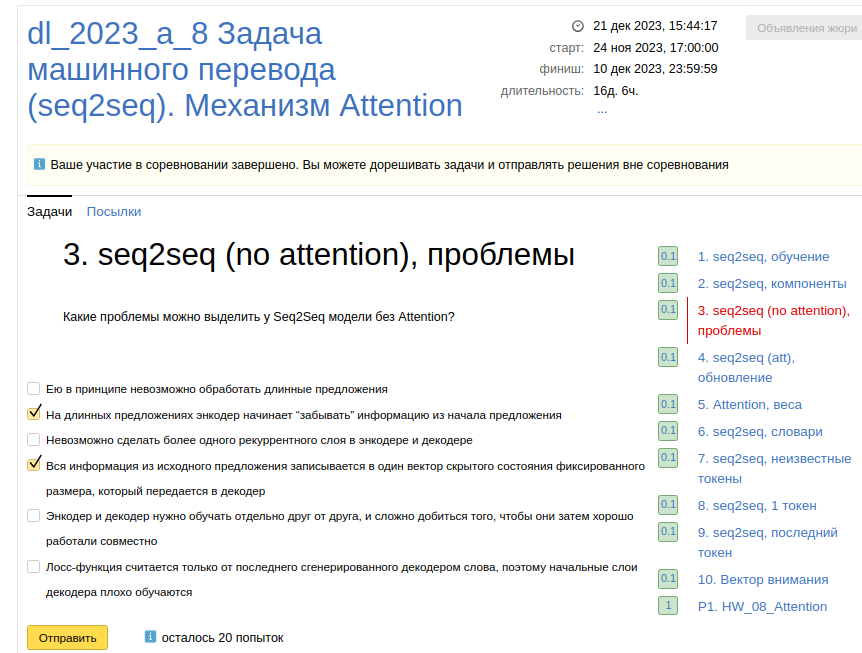 dl_2023_a_8 Задача
машинного перевода
(seq2seq). Механизм Attention
21 дек 2023, 15:44:17
старт: 24 ноя 2023, 17:00:00
финиш: 10 дек 2023, 23:59:59
длительность: 16д. 6ч.
...
Объявления жюри
Ваше участие в соревновании завершено. Вы можете дорешивать задачи и отправлять решения вне соревнования
Задачи Посылки
3. seq2seq (no attention), проблемы
Какие проблемы можно выделить у Seq2Seq модели без Attention?
Ею в принципе невозможно обработать длинные предложения
На длинных предложениях энкодер начинает “забывать” информацию из начала предложения
Невозможно сделать более одного рекуррентного слоя в энкодере и декодере
Вся информация из исходного предложения записывается в один вектор скрытого состояния фиксированного
размера, который передается в декодер
Энкодер и декодер нужно обучать отдельно друг от друга, и сложно добиться того, чтобы они затем хорошо
работали совместно
Лосс-функция считается только от последнего сгенерированного декодером слова, поэтому начальные слои
декодера плохо обучаются
Отправить
осталось 20 попыток
0.1 1. seq2seq, обучение
0.1 2. seq2seq, компоненты
0.1 3. seq2seq (no attention),
проблемы
0.1 4. seq2seq (att),
обновление
0.1 5. Attention, веса
0.1 6. seq2seq, словари
0.1 7. seq2seq, неизвестные
токены
0.1 8. seq2seq, 1 токен
0.1 9. seq2seq, последний
токен
0.1 10. Вектор внимания
1 P1. HW_08_Attention